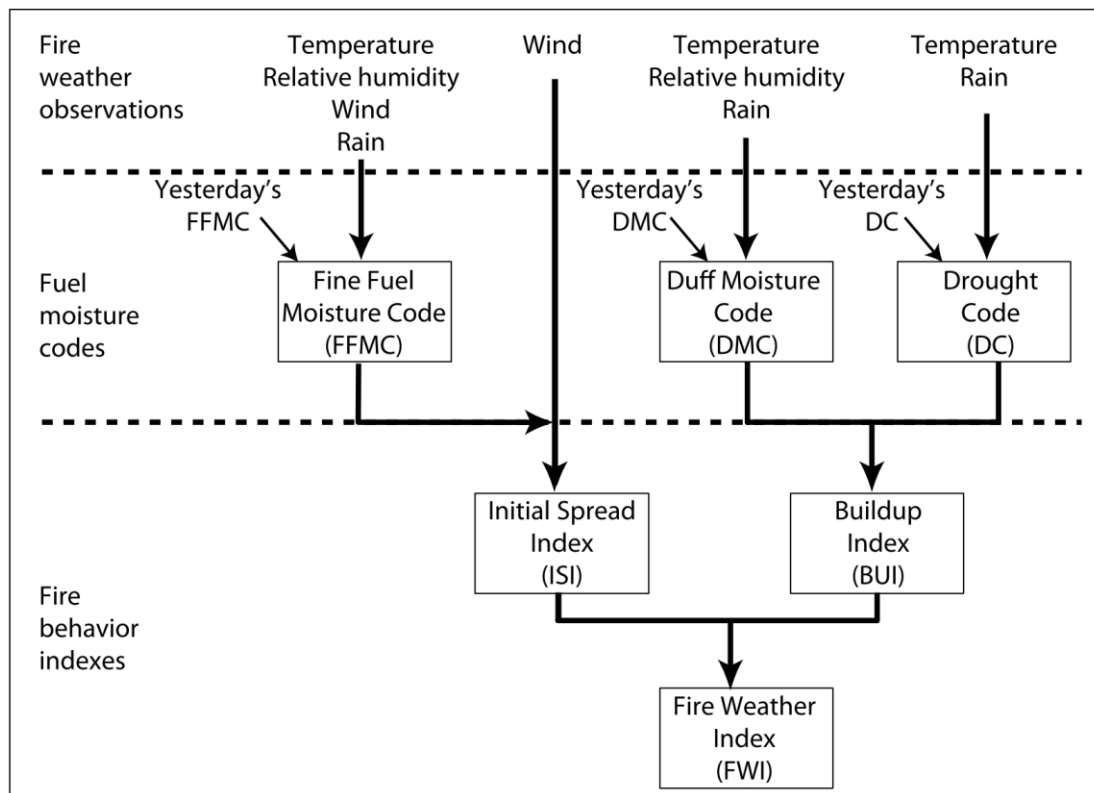 Fire
weather
observations
Temperature
Relative humidity
Wind
Rain
Wind
Temperature
Relative humidity
Rain
Temperature
Rain
Fuel
moisture
codes
Yesterday's
FFMC
Fine Fuel
Moisture Code
(FFMC)
Yesterday's
DMC
Duff Moisture
Code
(DMC)
Yesterday's
DC
Drought
Code
(DC)
Fire
behavior
indexes
Initial Spread
Index
(ISI)
Buildup
Index
(BUI)
Fire Weather
Index
(FWI)